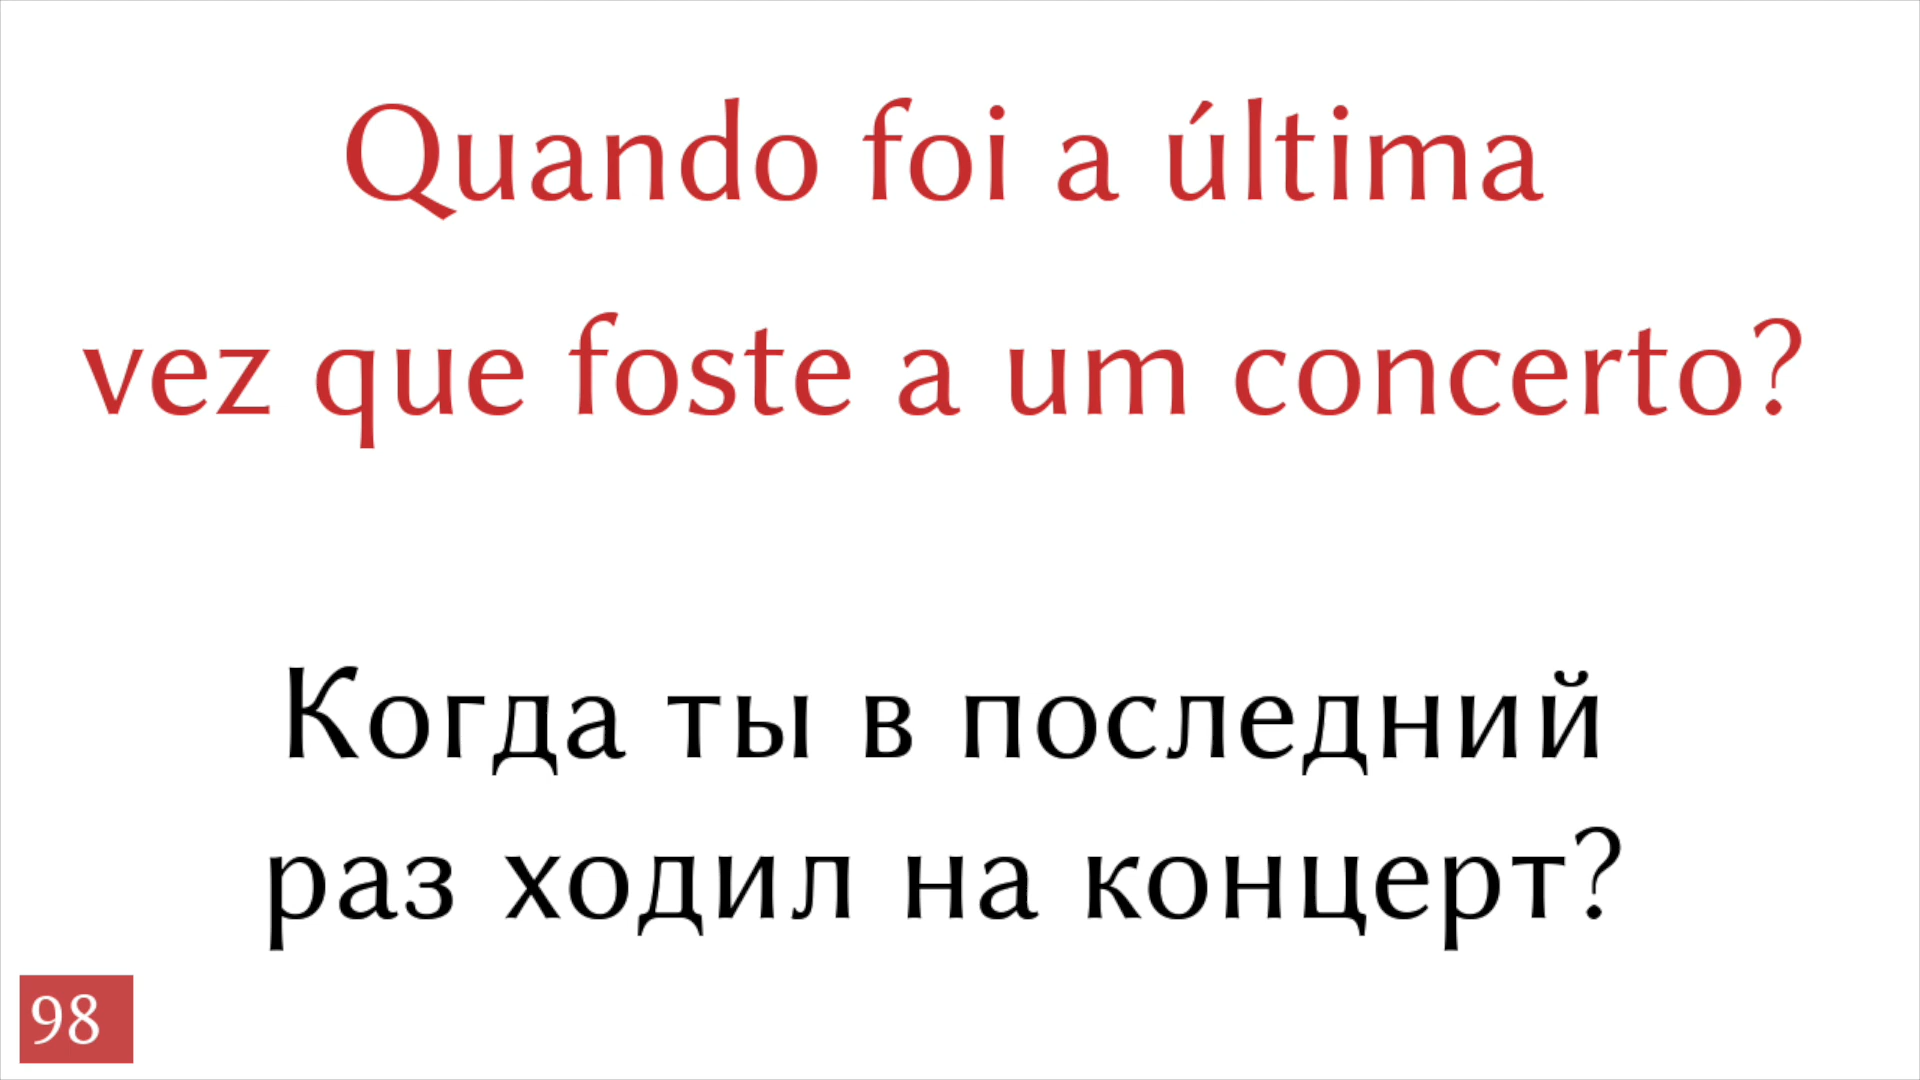 Quando foi a última
vez que foste a um concerto?
Когда ты в последний
раз ходил на концерт?
98